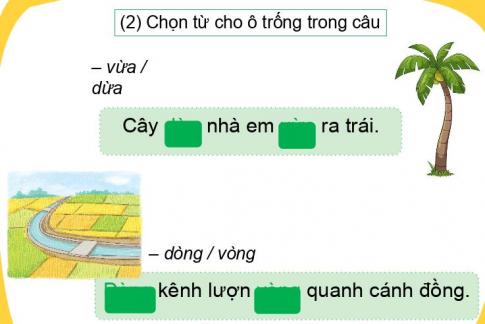 (2) Chọn từ cho ô trống trong câu
– vừa /
dừa
Cây nhà em ra trái.
– dòng / vòng
kênh lượn quanh cánh đồng.